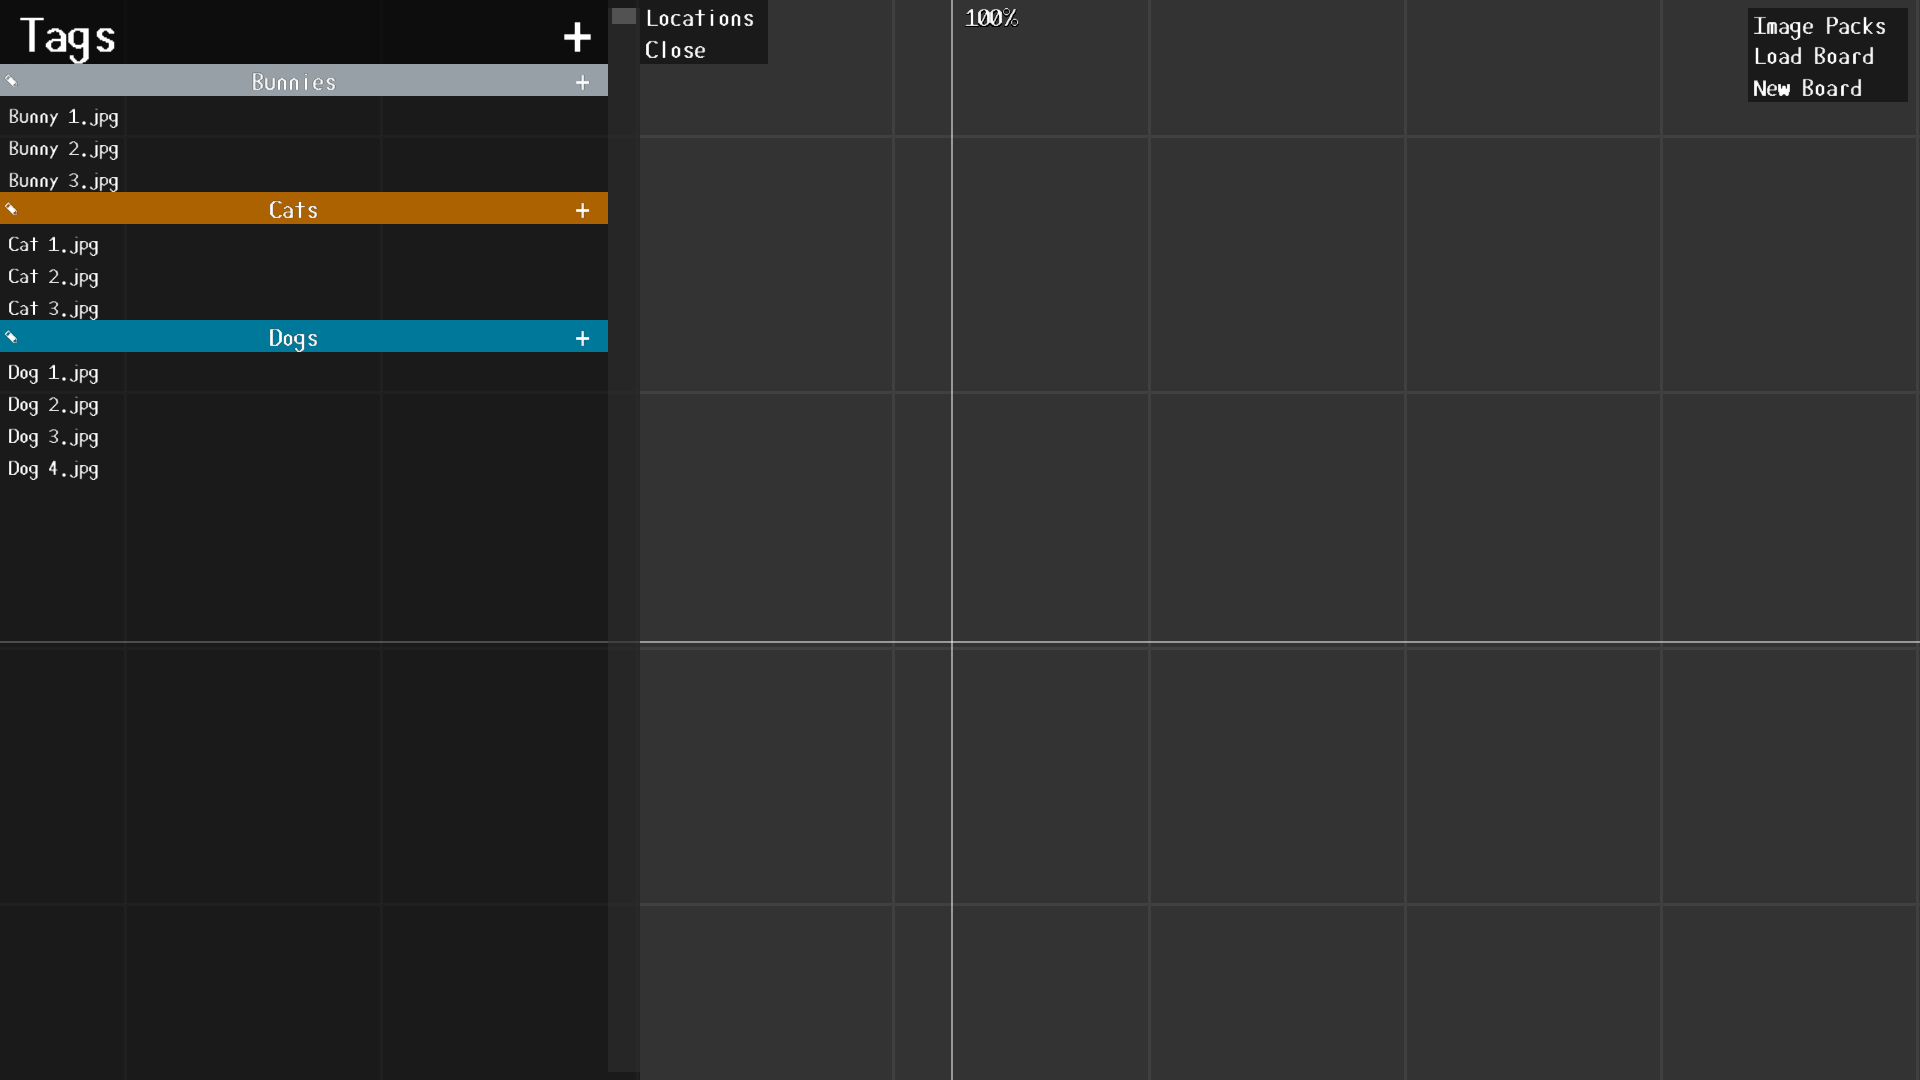 Tags +
Bunnies +
Bunny 1.jpg
Bunny 2.jpg
Bunny 3.jpg
Cats +
Cat 1.jpg
Cat 2.jpg
Cat 3.jpg
Dogs +
Dog 1.jpg
Dog 2.jpg
Dog 3.jpg
Dog 4.jpg
Locations
Close
100%
Image Packs
Load Board
New Board